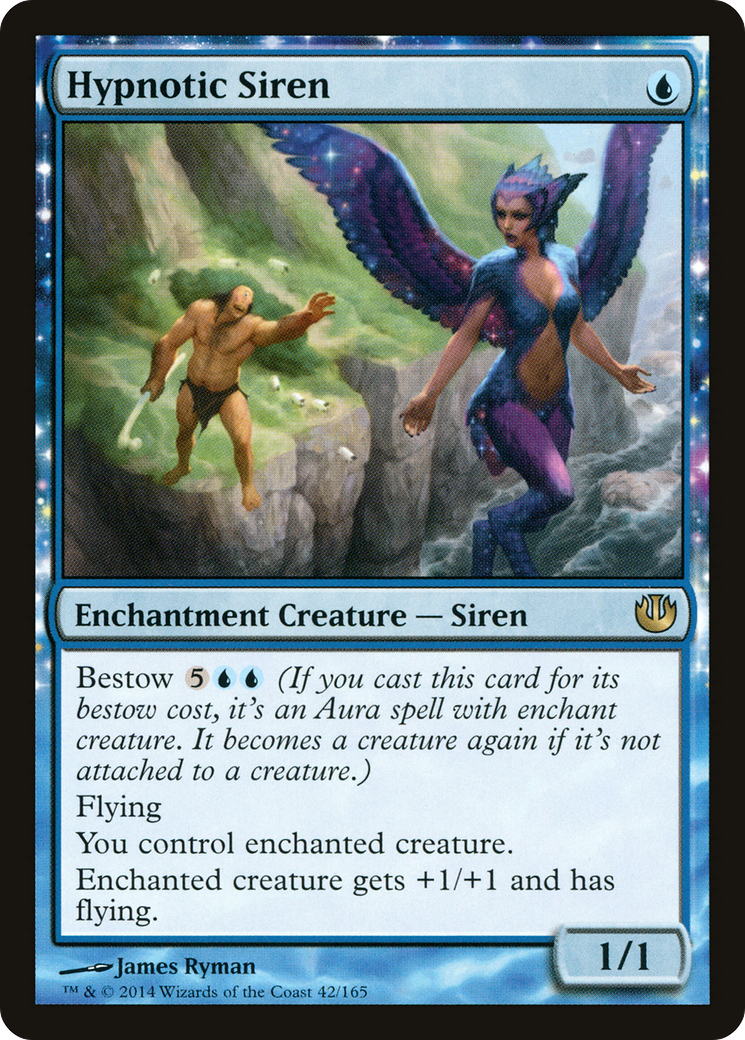 Hypnotic Siren
Enchantment Creature — Siren
Bestow 5 (If you cast this card for its
bestow cost, it's an Aura spell with enchant
creature. It becomes a creature again if it's not
attached to a creature.)
Flying
You control enchanted creature.
Enchanted creature gets +1/+1 and has
flying.
1/1
James Ryman
™ & © 2014 Wizards of the Coast 42/165